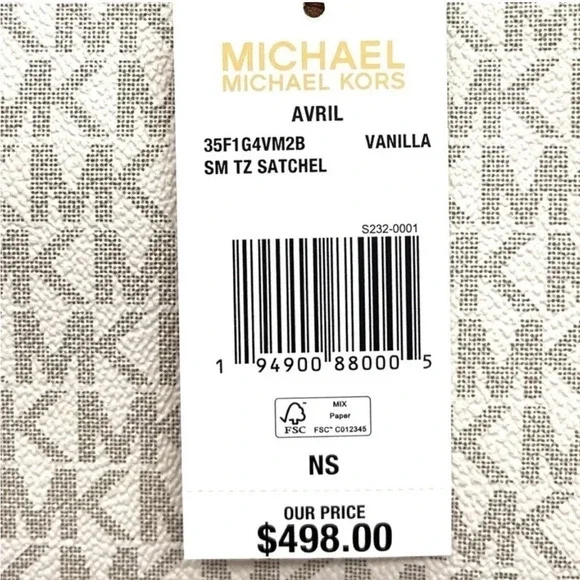 MICHAEL
MICHAEL KORS
AVRIL
35F1G4VM2B VANILLA
SM TZ SATCHEL
S232-0001
1 94900 88000 5
FSC
MIX
Paper
FSC™ C012345
NS
OUR PRICE
$498.00